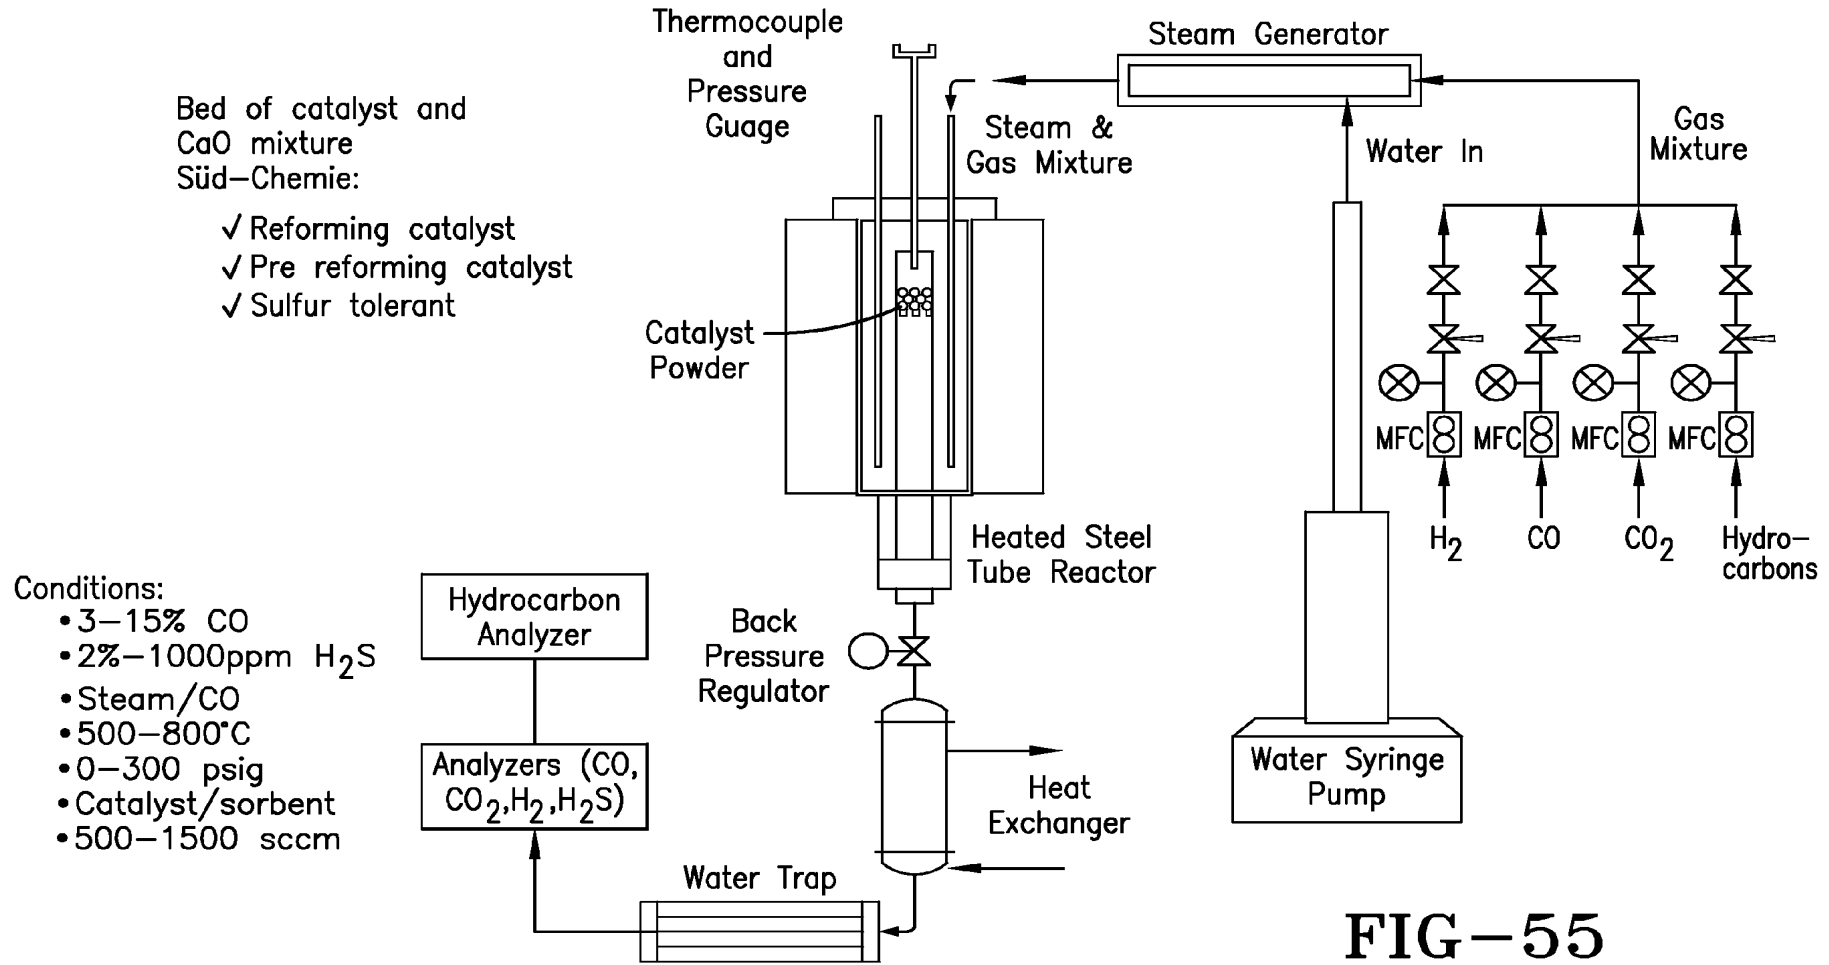 Thermocouple
and
Pressure
Guage
Steam Generator
Bed of catalyst and
CaO mixture
Süd-Chemie:
✓ Reforming catalyst
✓ Pre reforming catalyst
✓ Sulfur tolerant
Steam &
Gas Mixture
Water In
Gas
Mixture
Catalyst
Powder
MFC
MFC
MFC
MFC
H2
CO
CO2
Hydro-
carbons
Heated Steel
Tube Reactor
Conditions:
•3-15% CO
•2%-1000ppm H2S
•Steam/CO
•500-800°C
•0-300 psig
•Catalyst/sorbent
•500-1500 sccm
Hydrocarbon
Analyzer
Back
Pressure
Regulator
Analyzers (CO,
CO2,H2,H2S)
Heat
Exchanger
Water Syringe
Pump
Water Trap
FIG-55